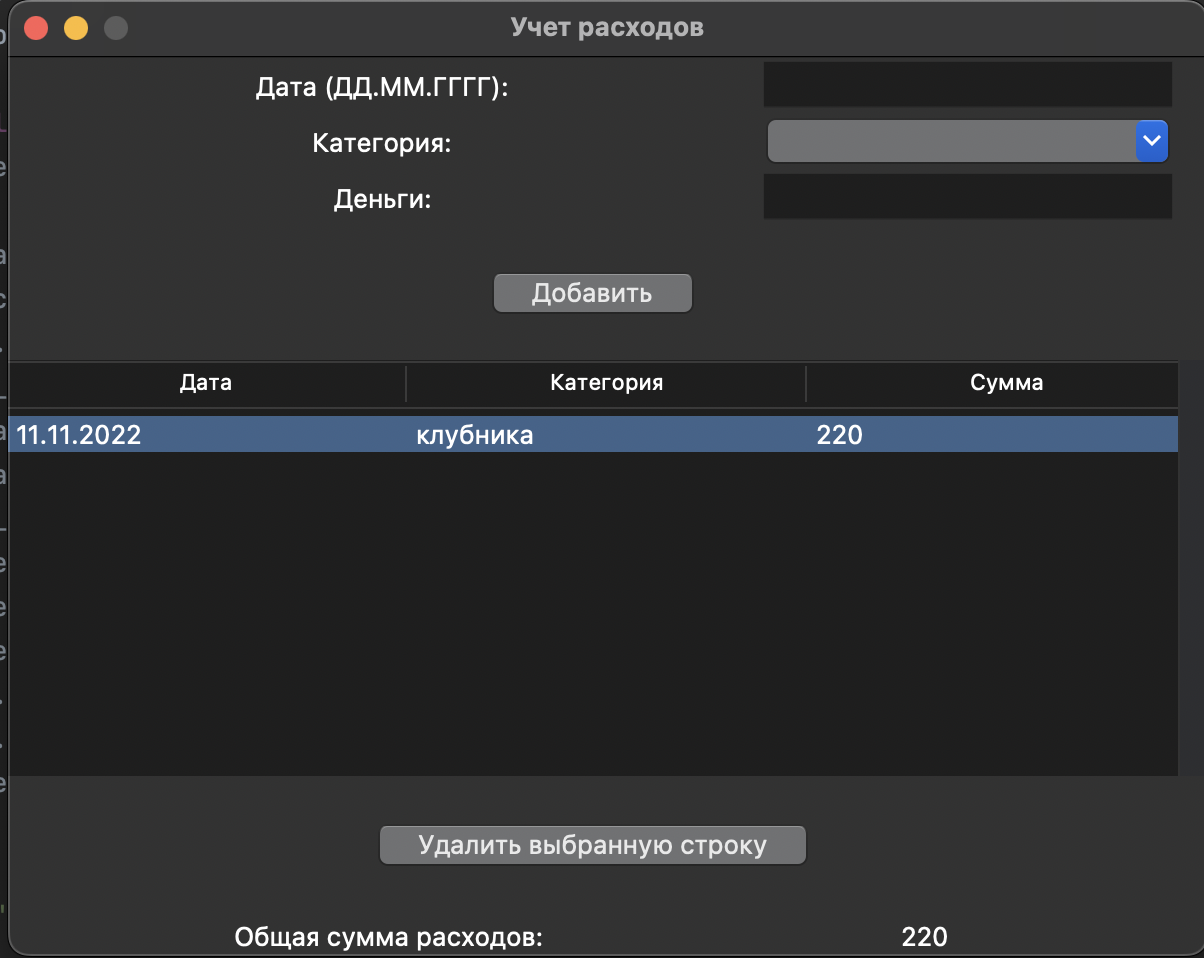 Учет расходов
Дата (ДД.ММ.ГГГГ):
Категория:
Деньги:
Добавить
Дата Категория Сумма
11.11.2022 клубника 220
Удалить выбранную строку
Общая сумма расходов: 220